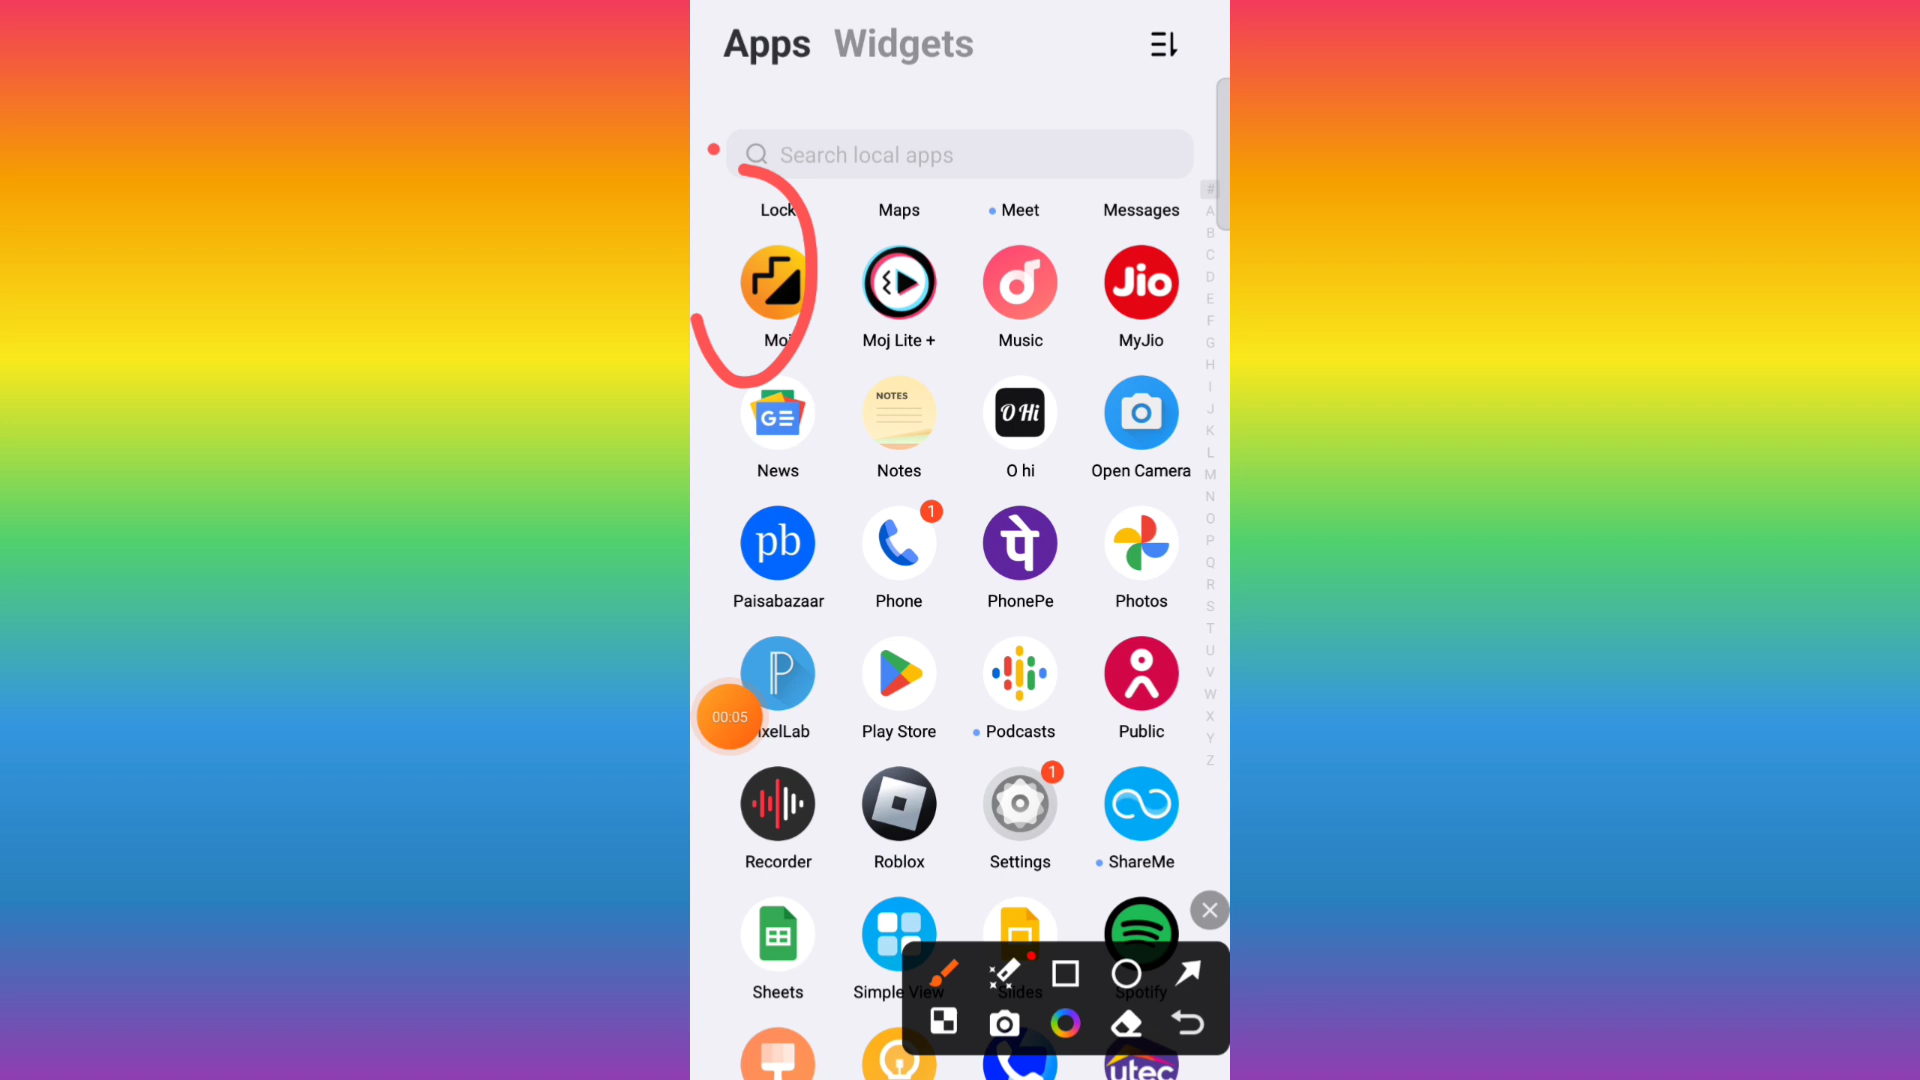 Apps Widgets
Search local apps
Lock Maps Meet Messages
Jio
Moj Moj Lite + Music MyJio
GE NOTES O Hi
News Notes O hi Open Camera
pb 1 पे
Paisabazaar Phone PhonePe Photos
P
00:05
ixelLab Play Store Podcasts Public
1
Recorder Roblox Settings ShareMe
Sheets Simple View Slides Spotify
utec
#
A
B
C
D
E
F
G
H
I
J
K
L
M
N
O
P
Q
R
S
T
U
V
W
X
Y
Z